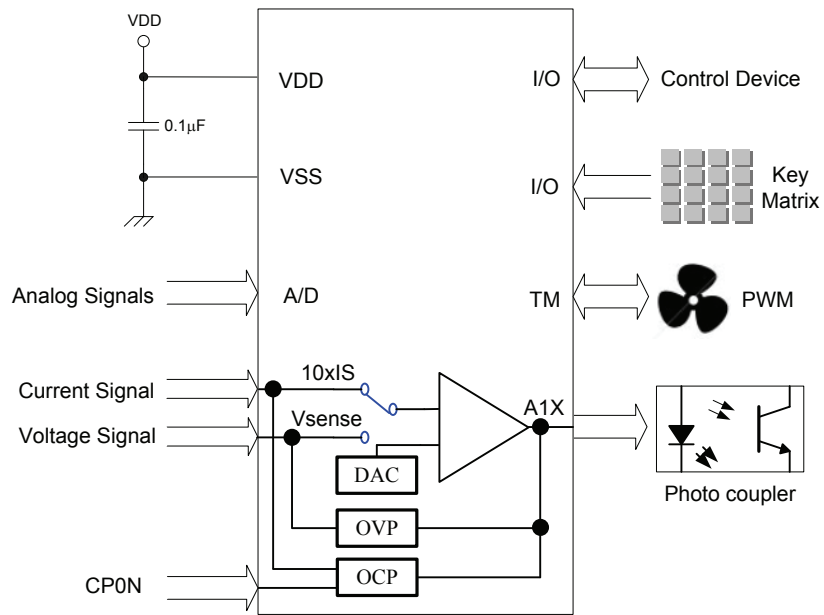 VDD
VDD
I/O
Control Device
0.1µF
VSS
I/O
Key
Matrix
Analog Signals
A/D
TM
PWM
Current Signal
10xIS
A1X
Voltage Signal
Vsense
DAC
Photo coupler
OVP
OCP
CP0N